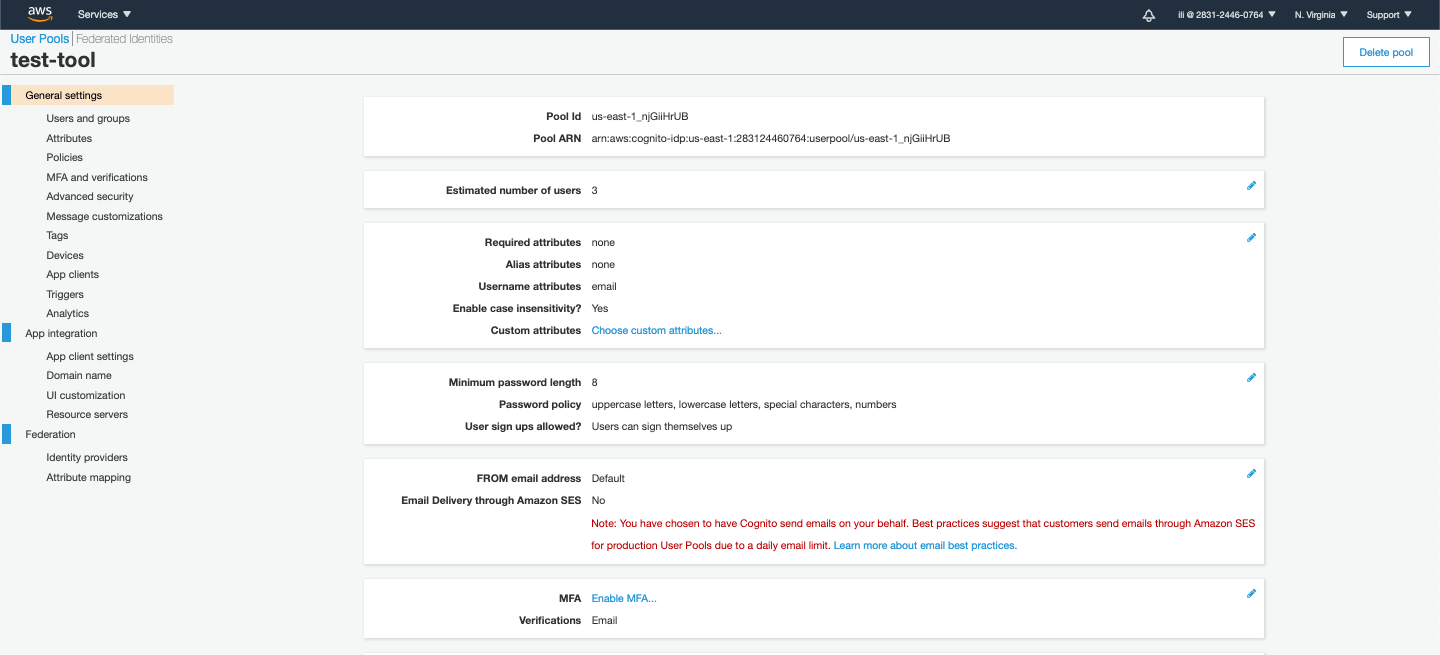 aws Services
ili @ 2831-2446-0764 N. Virginia Support
User Pools Federated Identities
test-tool
Delete pool
General settings
Users and groups
Attributes
Policies
MFA and verifications
Advanced security
Message customizations
Tags
Devices
App clients
Triggers
Analytics
App integration
App client settings
Domain name
UI customization
Resource servers
Federation
Identity providers
Attribute mapping
Pool Id us-east-1_njGiiHrUB
Pool ARN arn:aws:cognito-idp:us-east-1:283124460764:userpool/us-east-1_njGiiHrUB
Estimated number of users 3
Required attributes none
Alias attributes none
Username attributes email
Enable case insensitivity? Yes
Custom attributes Choose custom attributes...
Minimum password length 8
Password policy uppercase letters, lowercase letters, special characters, numbers
User sign ups allowed? Users can sign themselves up
FROM email address Default
Email Delivery through Amazon SES No
Note: You have chosen to have Cognito send emails on your behalf. Best practices suggest that customers send emails through Amazon SES
for production User Pools due to a daily email limit. Learn more about email best practices.
MFA Enable MFA...
Verifications Email